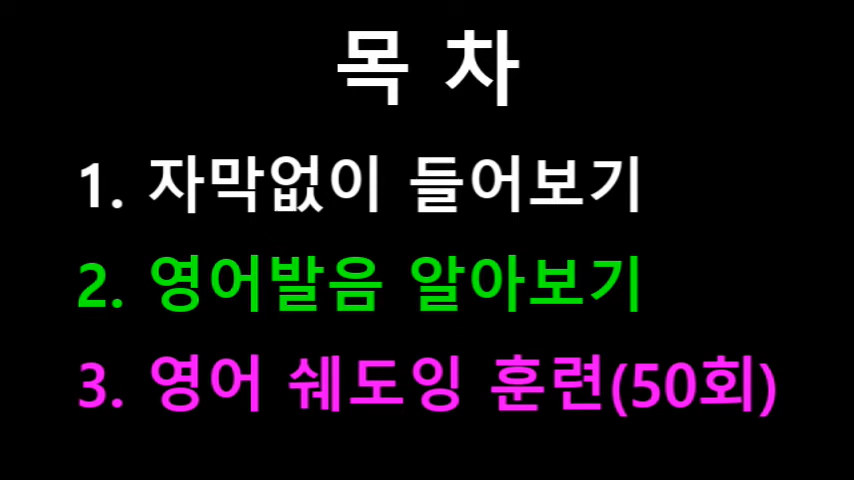 목 차
1. 자막없이 들어보기
2. 영어발음 알아보기
3. 영어 쉐도잉 훈련(50회)